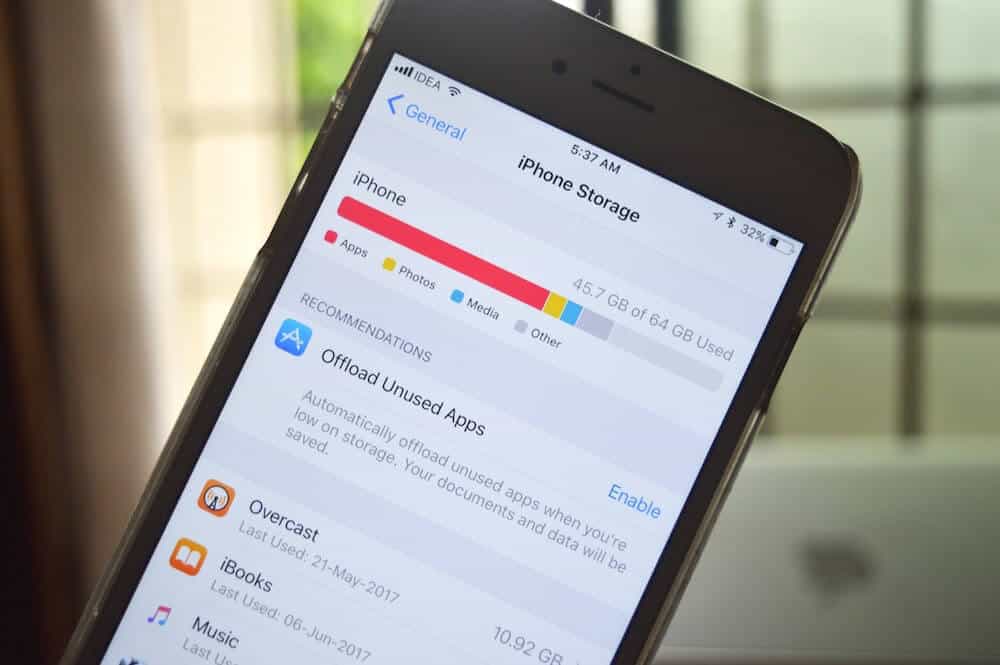 IDEA
5:37 AM
32%
General
iPhone Storage
iPhone
45.7 GB of 64 GB Used
Apps Photos Media Other
RECOMMENDATIONS
Offload Unused Apps
Automatically offload unused apps when you're
low on storage. Your documents and data will be
saved.
Enable
Overcast
Last Used: 21-May-2017
10.92 GB
iBooks
Last Used: 06-Jun-2017
Music
Last Used: